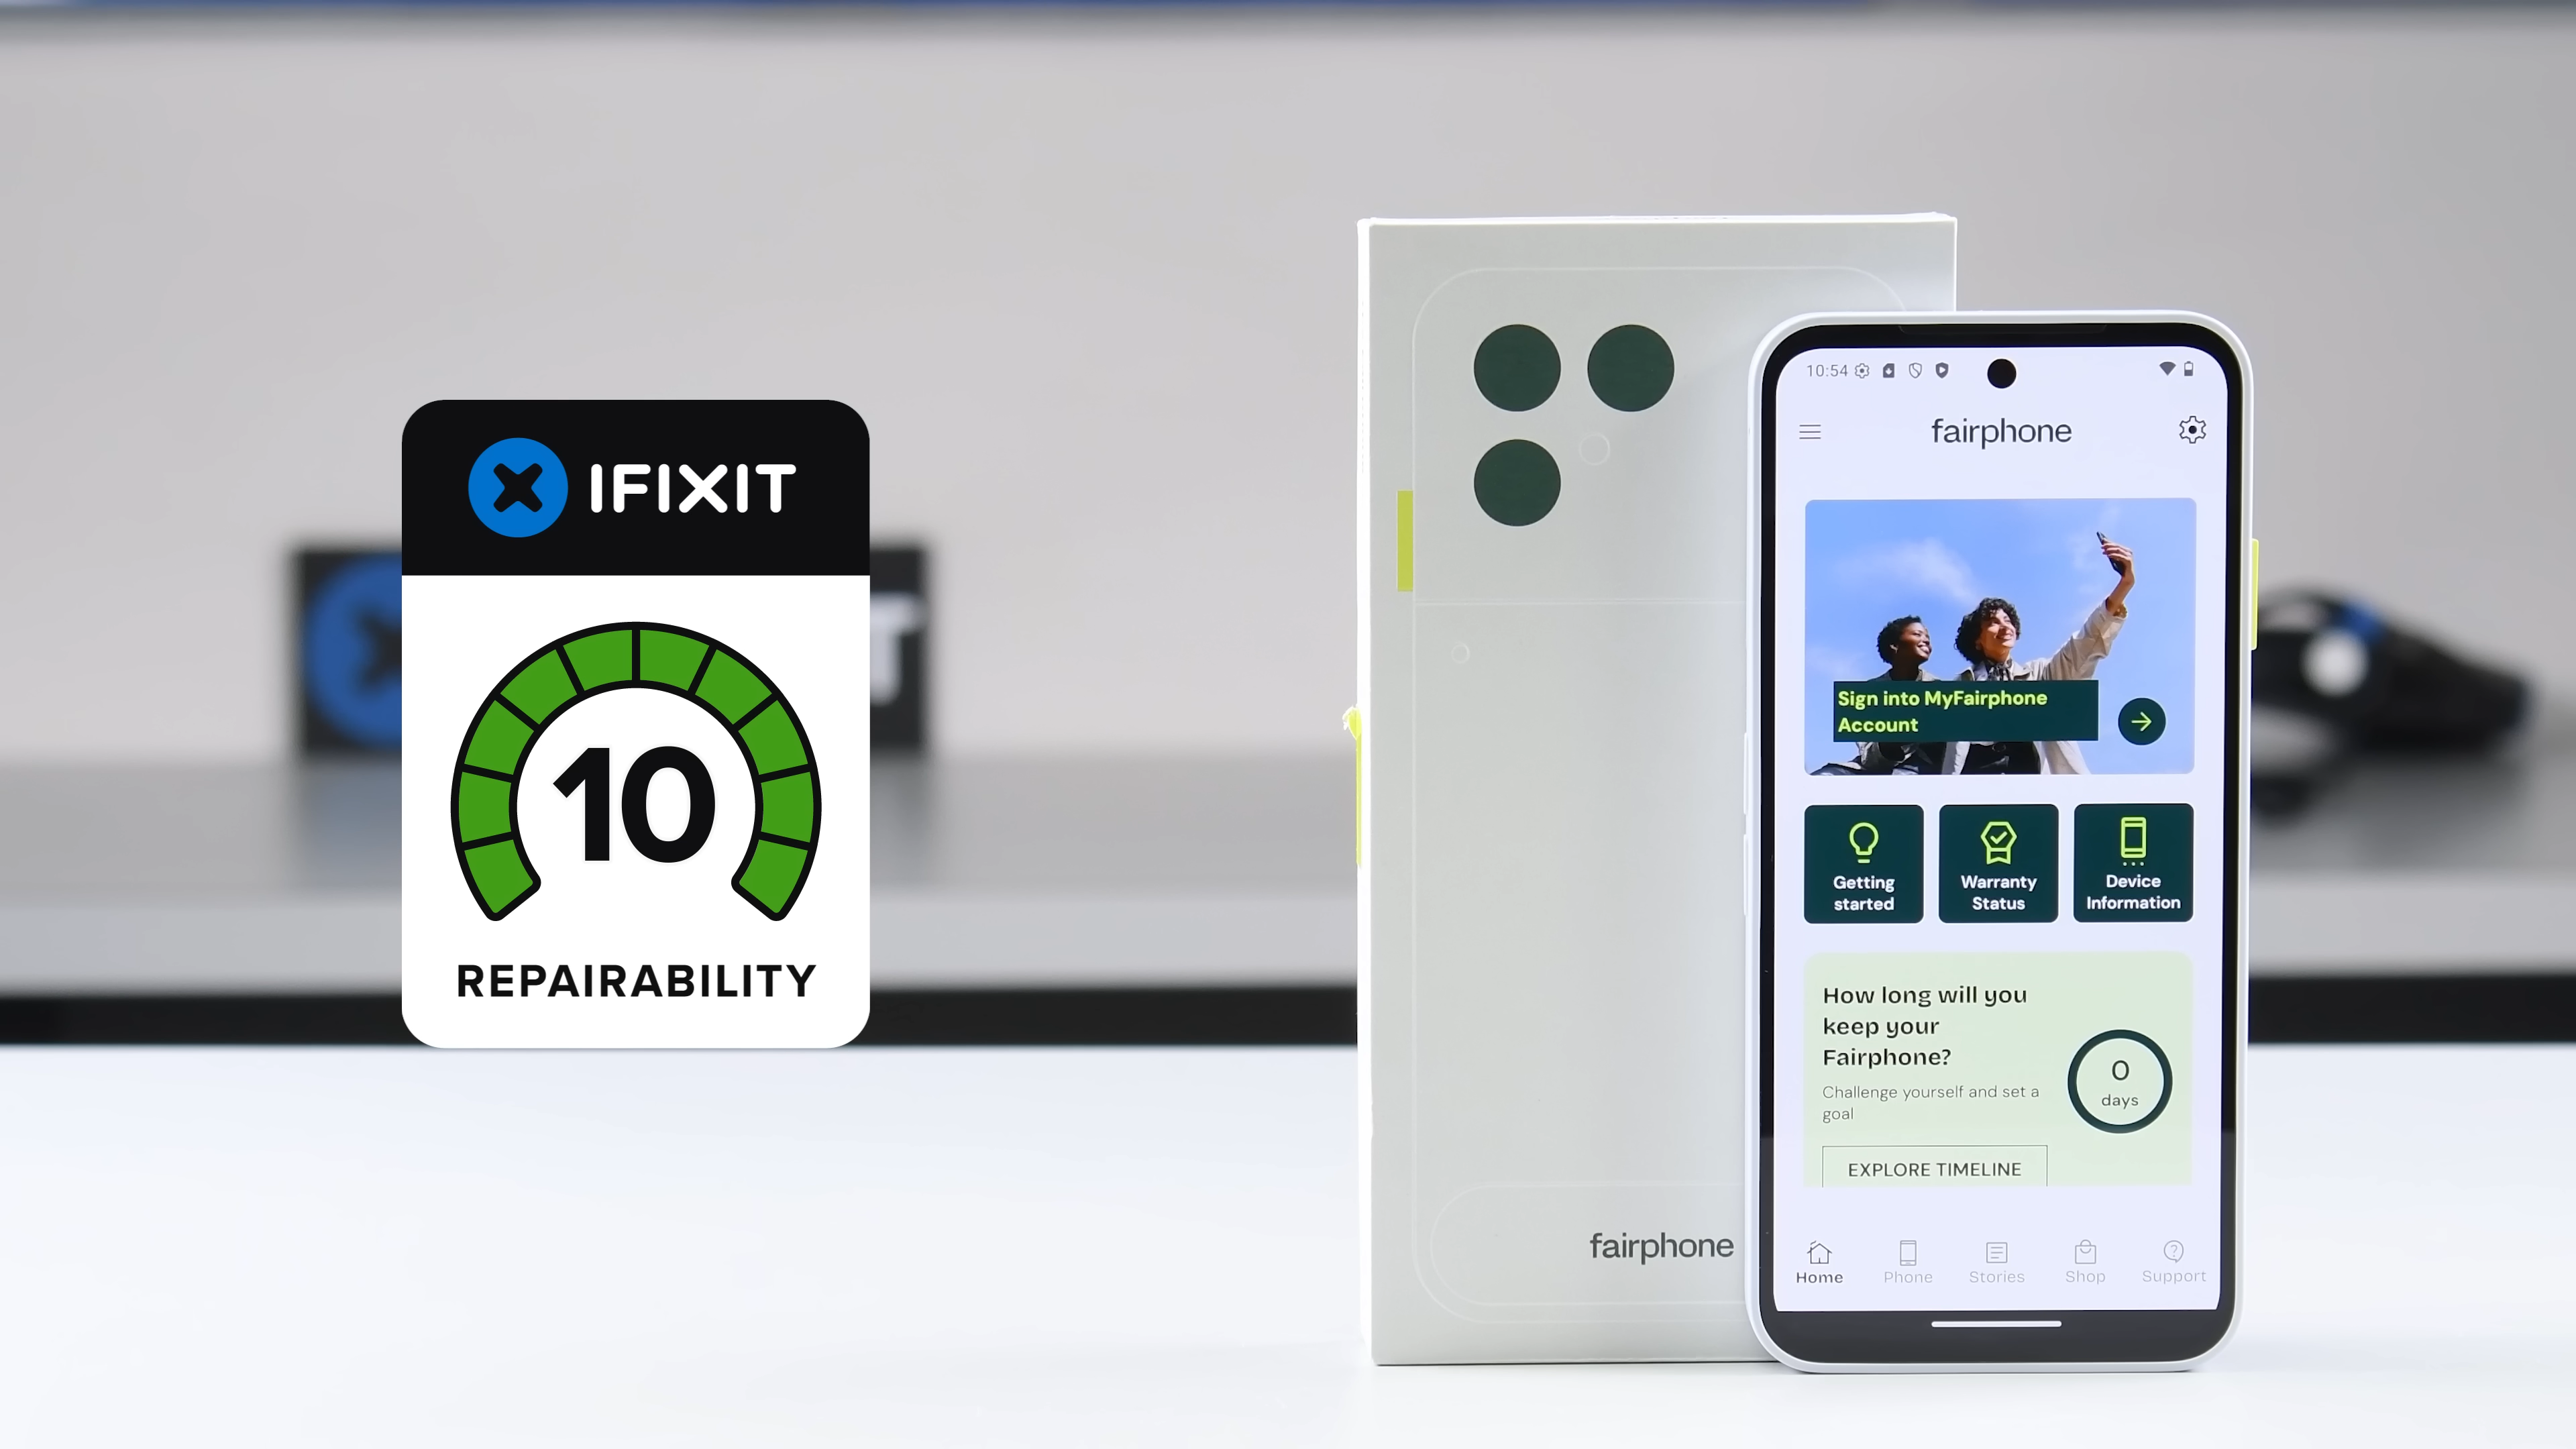 IFIXIT
10
REPAIRABILITY
fairphone
10:54
fairphone
Sign into MyFairphone
Account
Getting
started
Warranty
Status
Device
Information
How long will you
keep your
Fairphone?
Challenge yourself and set a
goal
0
days
EXPLORE TIMELINE
Home
Phone
Stories
Shop
Support